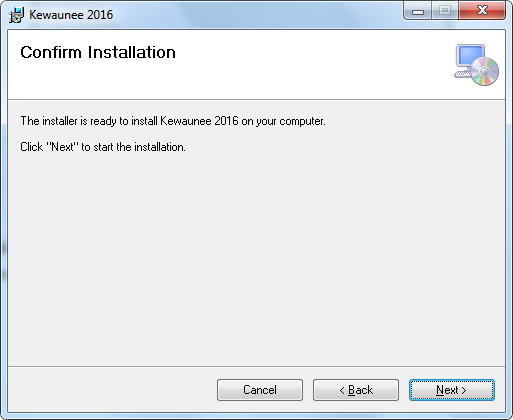 Kewaunee 2016
Confirm Installation
The installer is ready to install Kewaunee 2016 on your computer.
Click "Next" to start the installation.
Cancel
< Back
Next >